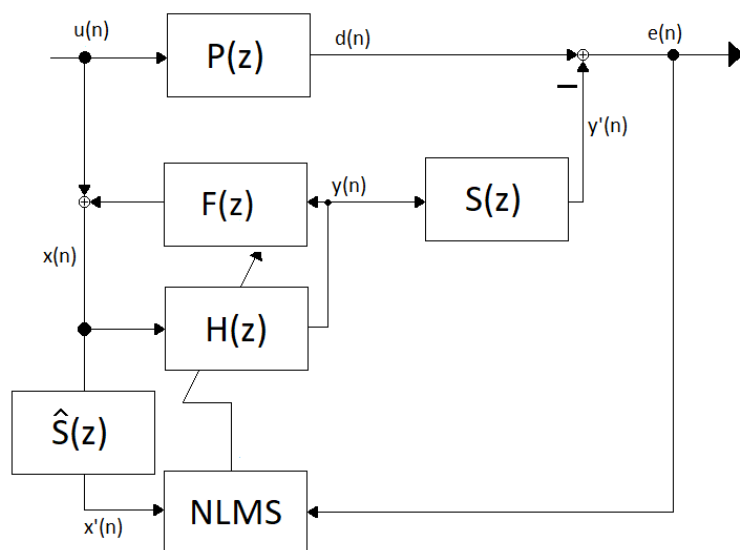 u(n)
P(z)
d(n)
e(n)
y'(n)
F(z)
y(n)
S(z)
x(n)
H(z)
Ŝ(z)
x'(n)
NLMS